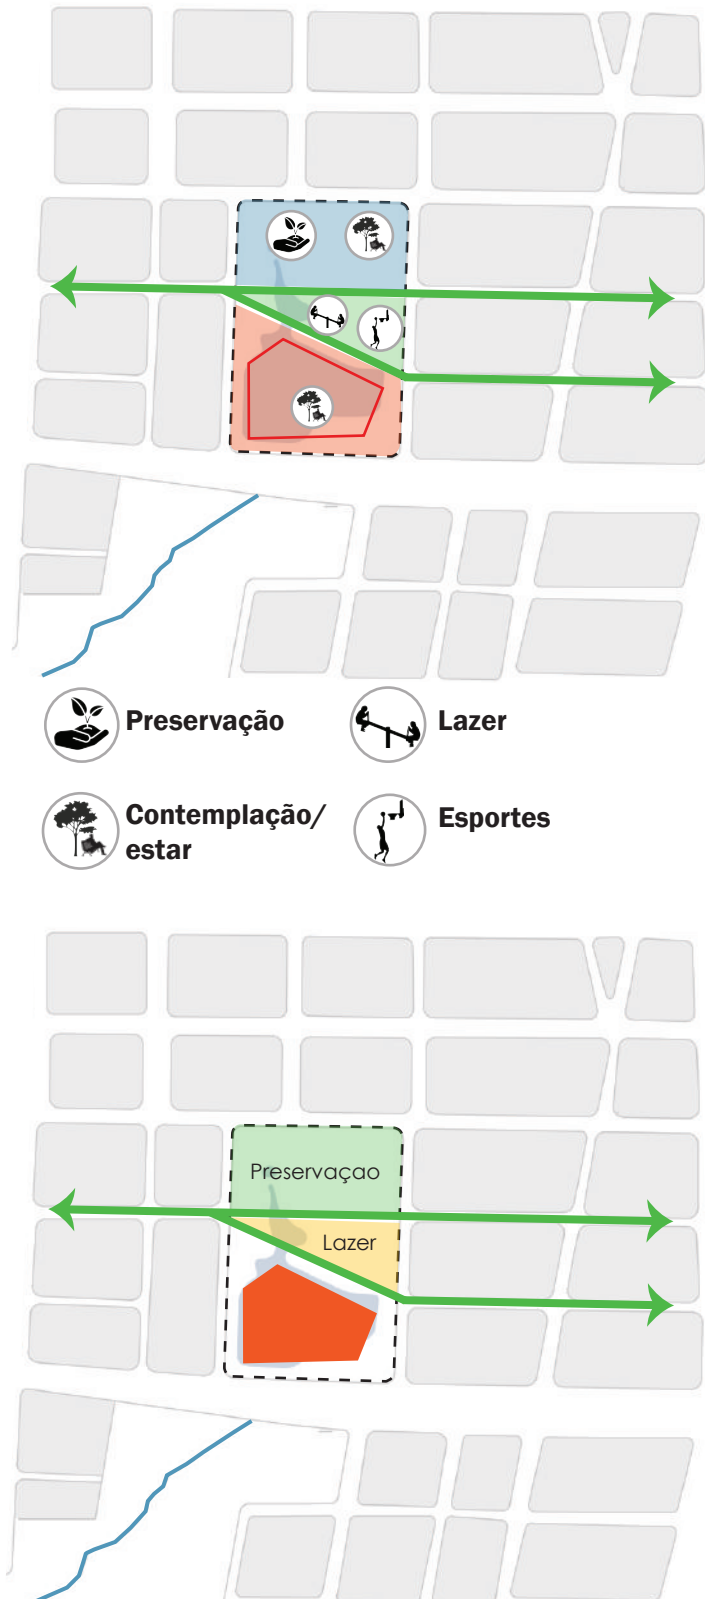 Preservação
Lazer
Contemplação/
estar
Esportes
Preservaçao
Lazer